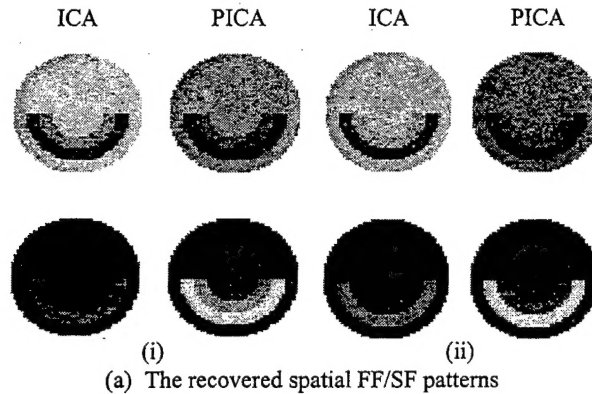 ICA PICA ICA PICA
(i) (ii)
(a) The recovered spatial FF/SF patterns